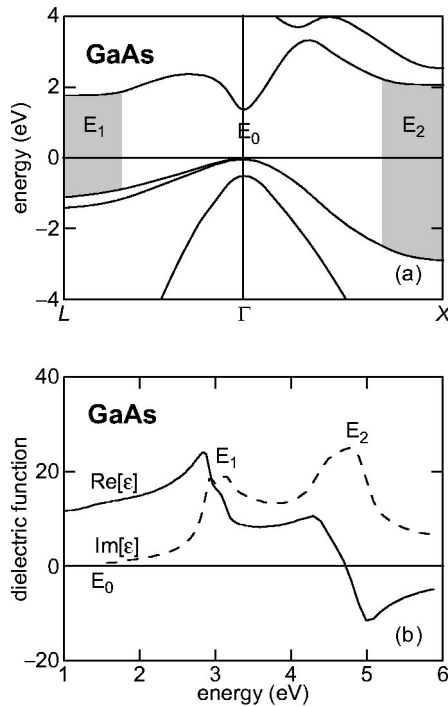 GaAs
4
2
0
−2
−4
energy (eV)
E1
E0
E2
(a)
L
Γ
X
GaAs
40
20
0
−20
dielectric function
Re[ε]
E1
E2
Im[ε]
E0
(b)
1
2
3
4
5
6
energy (eV)